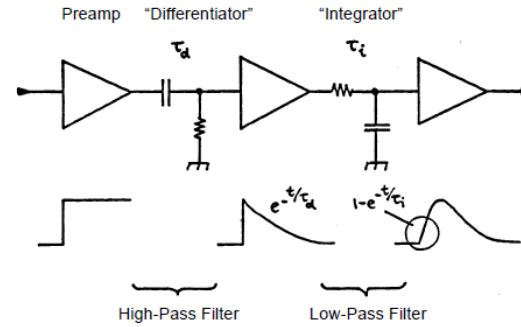 Preamp "Differentiator" "Integrator"
τd τi
e-t/τd 1-e-t/τi
High-Pass Filter Low-Pass Filter